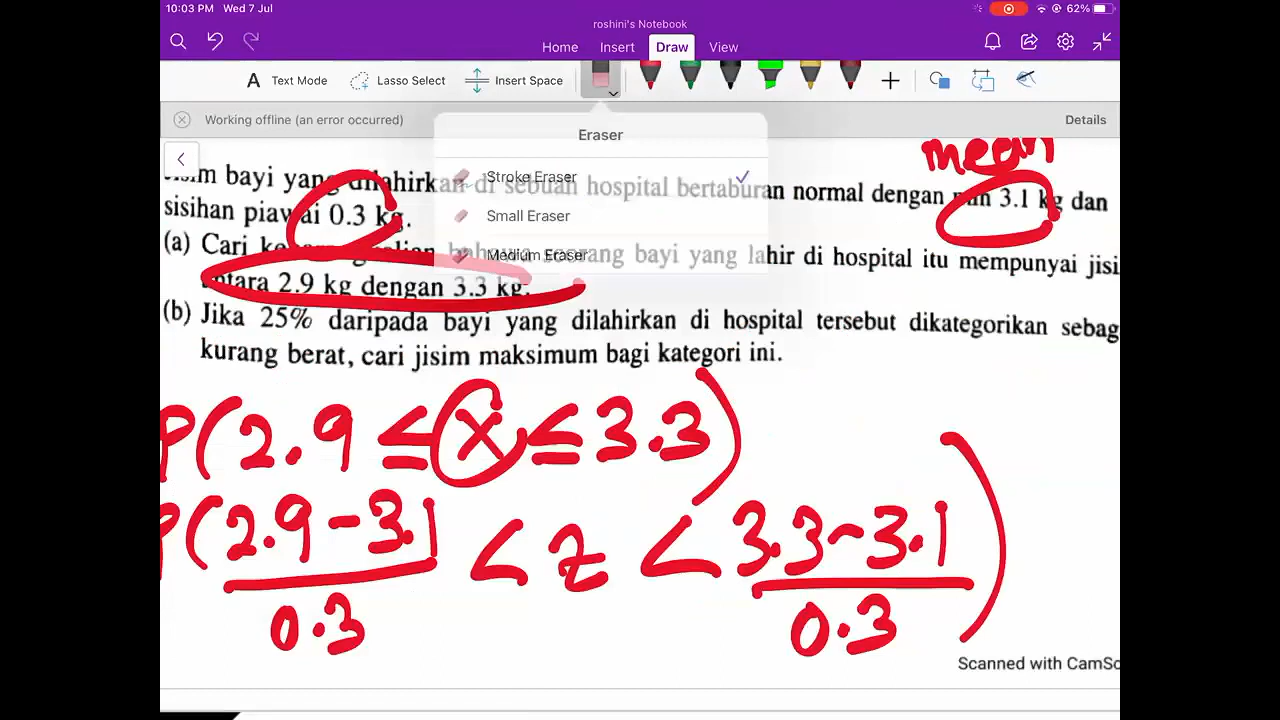 10:03 PM Wed 7 Jul
62%
roshini's Notebook
Home Insert Draw View
Text Mode Lasso Select Insert Space
Working offline (an error occurred) Details
Eraser
Stroke Eraser
Small Eraser
Medium Eraser
mean
bayi yang dilahirkan di sebuah hospital bertaburan normal dengan min 3.1 kg dan
sisihan piawai 0.3 kg.
(a) Cari bahawa seorang bayi yang lahir di hospital itu mempunyai jisi
antara 2.9 kg dengan 3.3 kg.
(b) Jika 25% daripada bayi yang dilahirkan di hospital tersebut dikategorikan sebag
kurang berat, cari jisim maksimum bagi kategori ini.
P(2.9 ≤ X ≤ 3.3)
P(2.9-3.1 < z < 3.3-3.1)
0.3 0.3
Scanned with CamSc